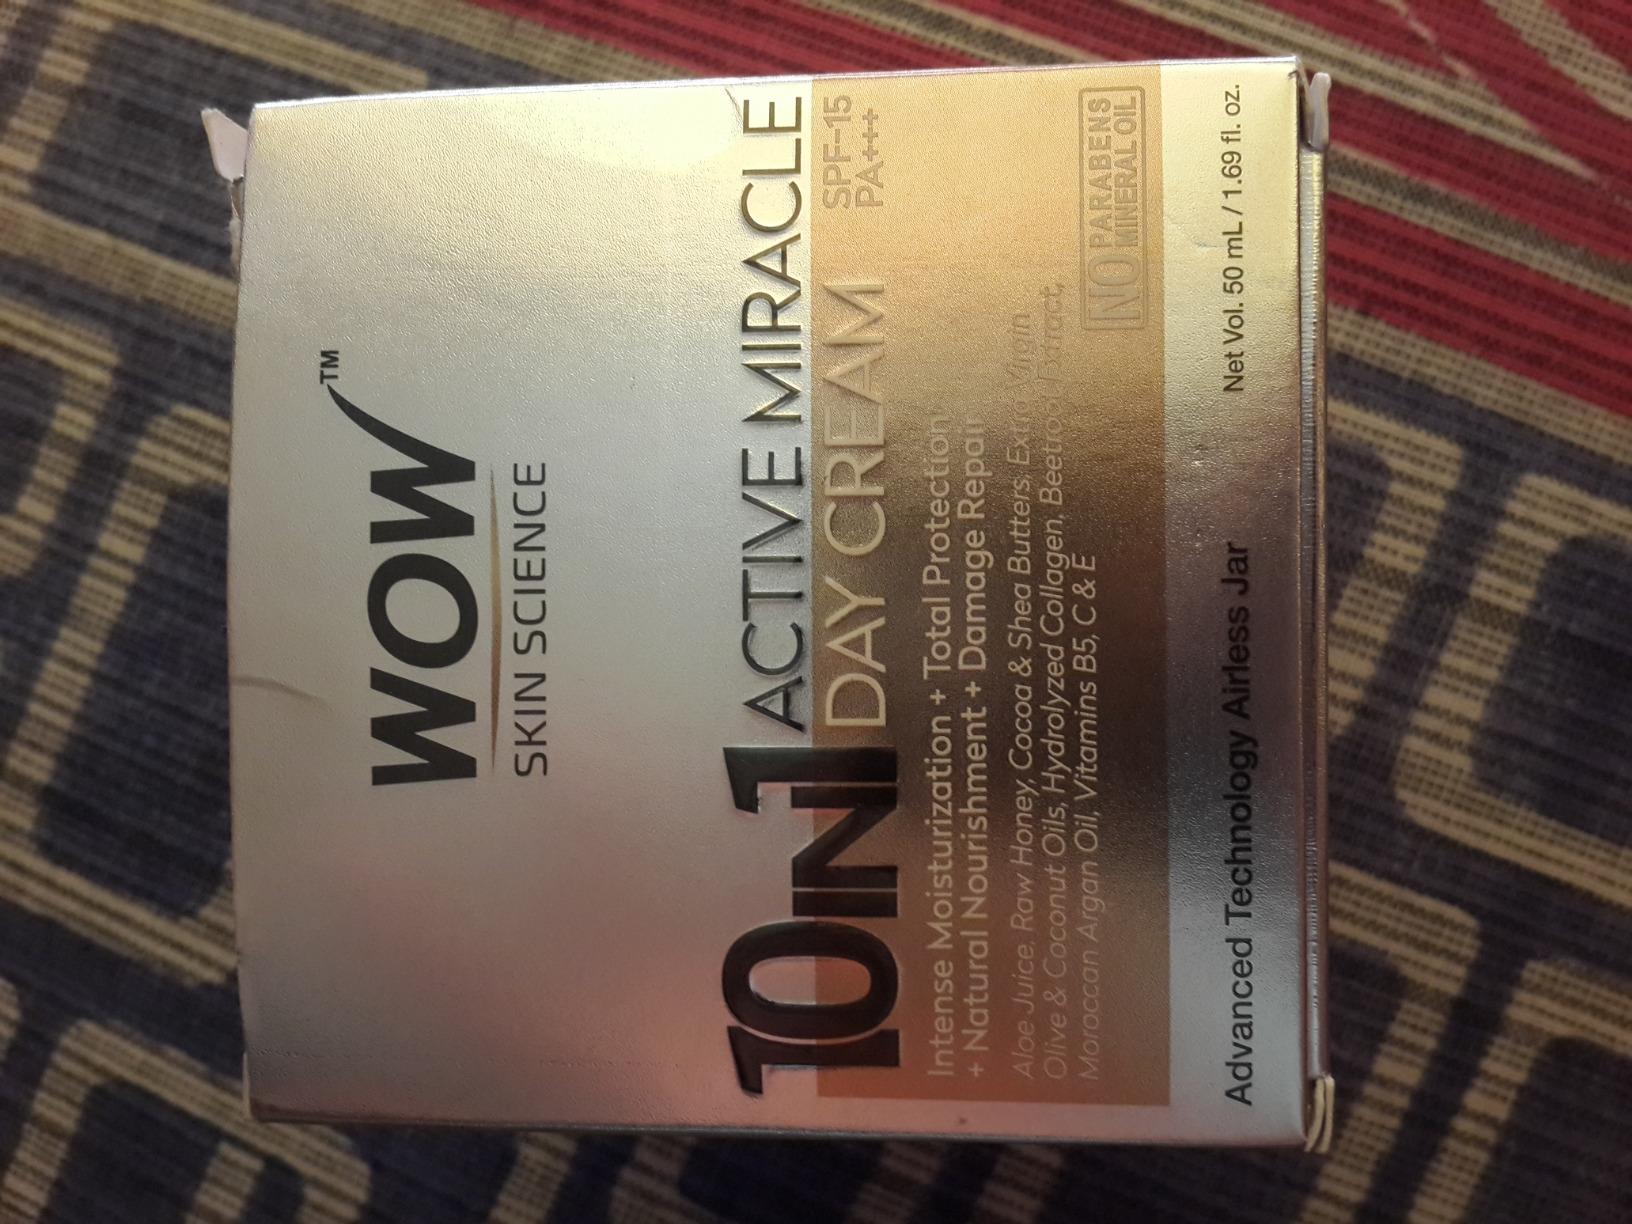 WOW™
SKIN SCIENCE
10IN1 ACTIVE MIRACLE
DAY CREAM
SPF-15
PA+++
Intense Moisturization + Total Protection
+ Natural Nourishment + Damage Repair
Aloe Juice, Raw Honey, Cocoa & Shea Butters, Extra Virgin
Olive & Coconut Oils, Hydrolyzed Collagen, Beetroot Extract,
Moroccan Argan Oil, Vitamins B5, C & E
NO PARABENS
MINERAL OIL
Advanced Technology Airless Jar
Net Vol. 50 mL / 1.69 fl. oz.